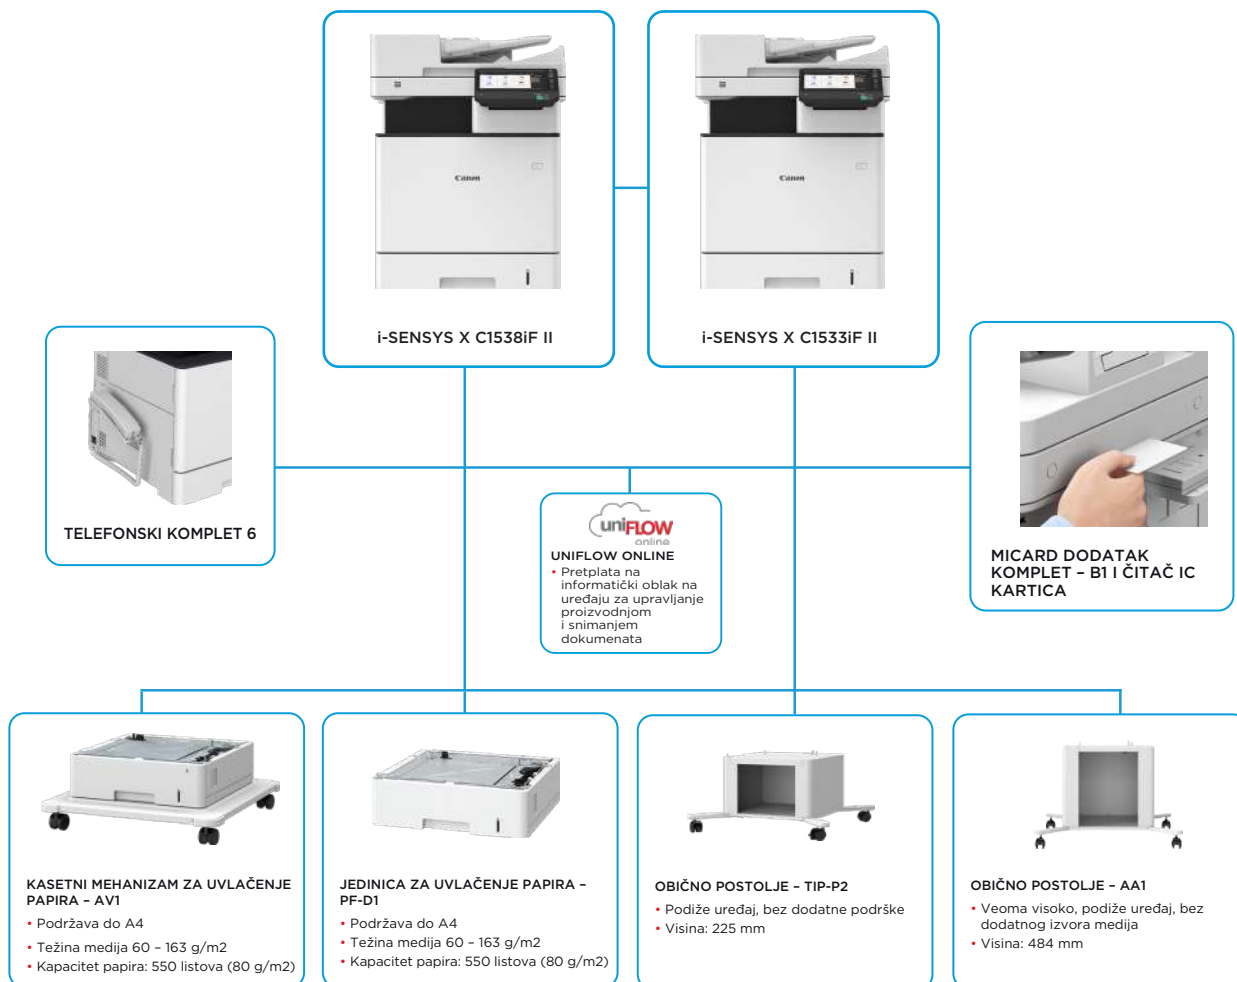 Canon
Canon
i-SENSYS X C1538iF II
i-SENSYS X C1533iF II
TELEFONSKI KOMPLET 6
uniFLOW
online
UNIFLOW ONLINE
• Pretplata na
informatički oblak na
uređaju za upravljanje
proizvodnjom
i snimanjem
dokumenata
MICARD DODATAK
KOMPLET – B1 I ČITAČ IC
KARTICA
KASETNI MEHANIZAM ZA UVLAČENJE
PAPIRA – AV1
• Podržava do A4
• Težina medija 60 – 163 g/m2
• Kapacitet papira: 550 listova (80 g/m2)
JEDINICA ZA UVLAČENJE PAPIRA –
PF-D1
• Podržava do A4
• Težina medija 60 – 163 g/m2
• Kapacitet papira: 550 listova (80 g/m2)
OBIČNO POSTOLJE – TIP-P2
• Podiže uređaj, bez dodatne podrške
• Visina: 225 mm
OBIČNO POSTOLJE – AA1
• Veoma visoko, podiže uređaj, bez
dodatnog izvora medija
• Visina: 484 mm